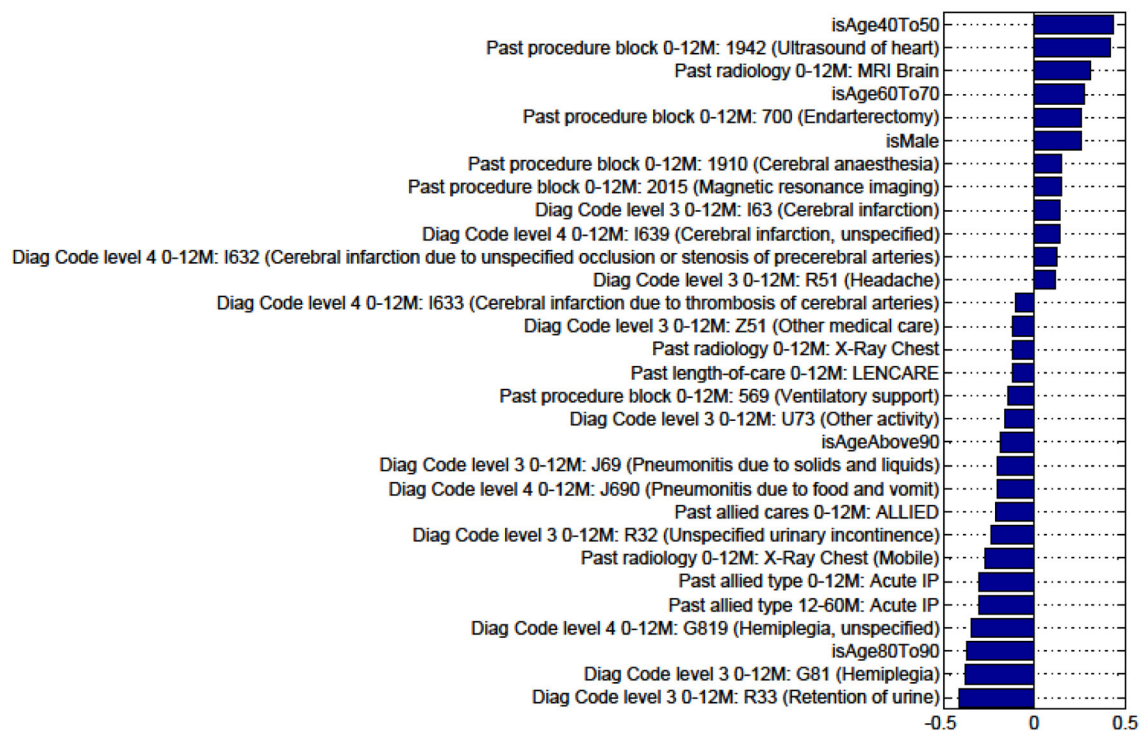 isAge40To50
Past procedure block 0-12M: 1942 (Ultrasound of heart)
Past radiology 0-12M: MRI Brain
isAge60To70
Past procedure block 0-12M: 700 (Endarterectomy)
isMale
Past procedure block 0-12M: 1910 (Cerebral anaesthesia)
Past procedure block 0-12M: 2015 (Magnetic resonance imaging)
Diag Code level 3 0-12M: I63 (Cerebral infarction)
Diag Code level 4 0-12M: I639 (Cerebral infarction, unspecified)
Diag Code level 4 0-12M: I632 (Cerebral infarction due to unspecified occlusion or stenosis of precerebral arteries)
Diag Code level 3 0-12M: R51 (Headache)
Diag Code level 4 0-12M: I633 (Cerebral infarction due to thrombosis of cerebral arteries)
Diag Code level 3 0-12M: Z51 (Other medical care)
Past radiology 0-12M: X-Ray Chest
Past length-of-care 0-12M: LENCARE
Past procedure block 0-12M: 569 (Ventilatory support)
Diag Code level 3 0-12M: U73 (Other activity)
isAgeAbove90
Diag Code level 3 0-12M: J69 (Pneumonitis due to solids and liquids)
Diag Code level 4 0-12M: J690 (Pneumonitis due to food and vomit)
Past allied cares 0-12M: ALLIED
Diag Code level 3 0-12M: R32 (Unspecified urinary incontinence)
Past radiology 0-12M: X-Ray Chest (Mobile)
Past allied type 0-12M: Acute IP
Past allied type 12-60M: Acute IP
Diag Code level 4 0-12M: G819 (Hemiplegia, unspecified)
isAge80To90
Diag Code level 3 0-12M: G81 (Hemiplegia)
Diag Code level 3 0-12M: R33 (Retention of urine)
-0.5 0 0.5